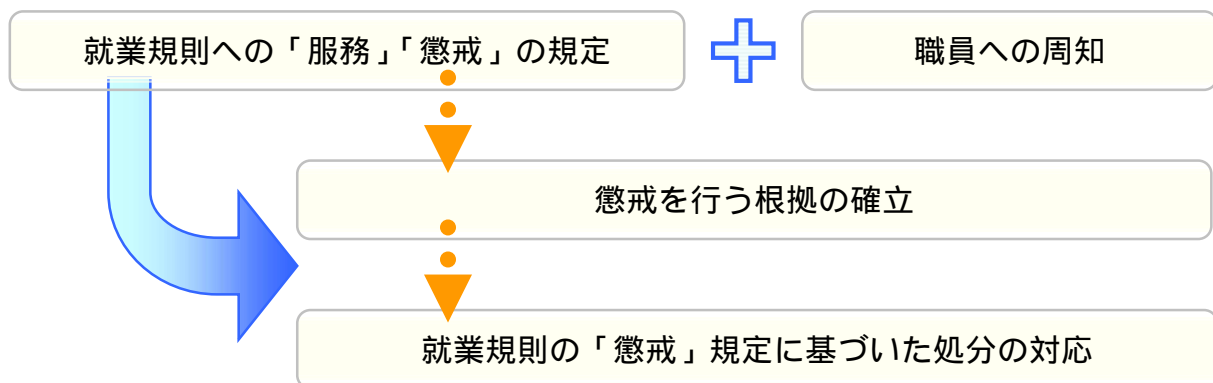 就業規則への「服務」「懲戒」の規定
職員への周知
懲戒を行う根拠の確立
就業規則の「懲戒」規定に基づいた処分の対応